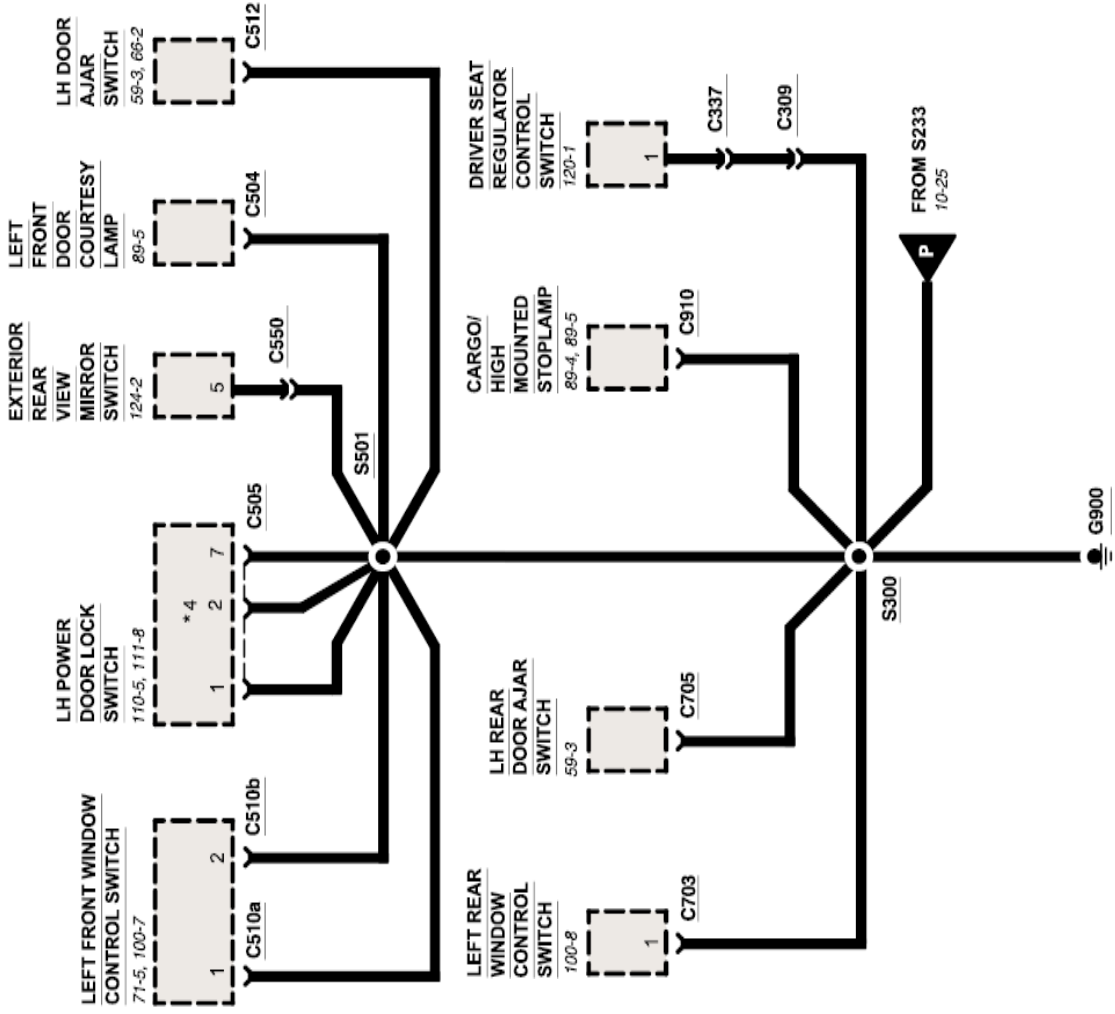 LEFT FRONT WINDOW
CONTROL SWITCH
71-5, 100-7
1
2
C510a
C510b
LH POWER
DOOR LOCK
SWITCH
110-5, 111-8
* 4
1
2
7
C505
EXTERIOR
REAR
VIEW
MIRROR
SWITCH
124-2
5
C550
LEFT
FRONT
DOOR
COURTESY
LAMP
89-5
C504
LH DOOR
AJAR
SWITCH
59-3, 66-2
C512
S501
LEFT REAR
WINDOW
CONTROL
SWITCH
100-8
1
C703
LH REAR
DOOR AJAR
SWITCH
59-3
C705
CARGO/
HIGH
MOUNTED
STOPLAMP
89-4, 89-5
C910
DRIVER SEAT
REGULATOR
CONTROL
SWITCH
120-1
1
C337
C309
S300
P
FROM S233
10-25
G900